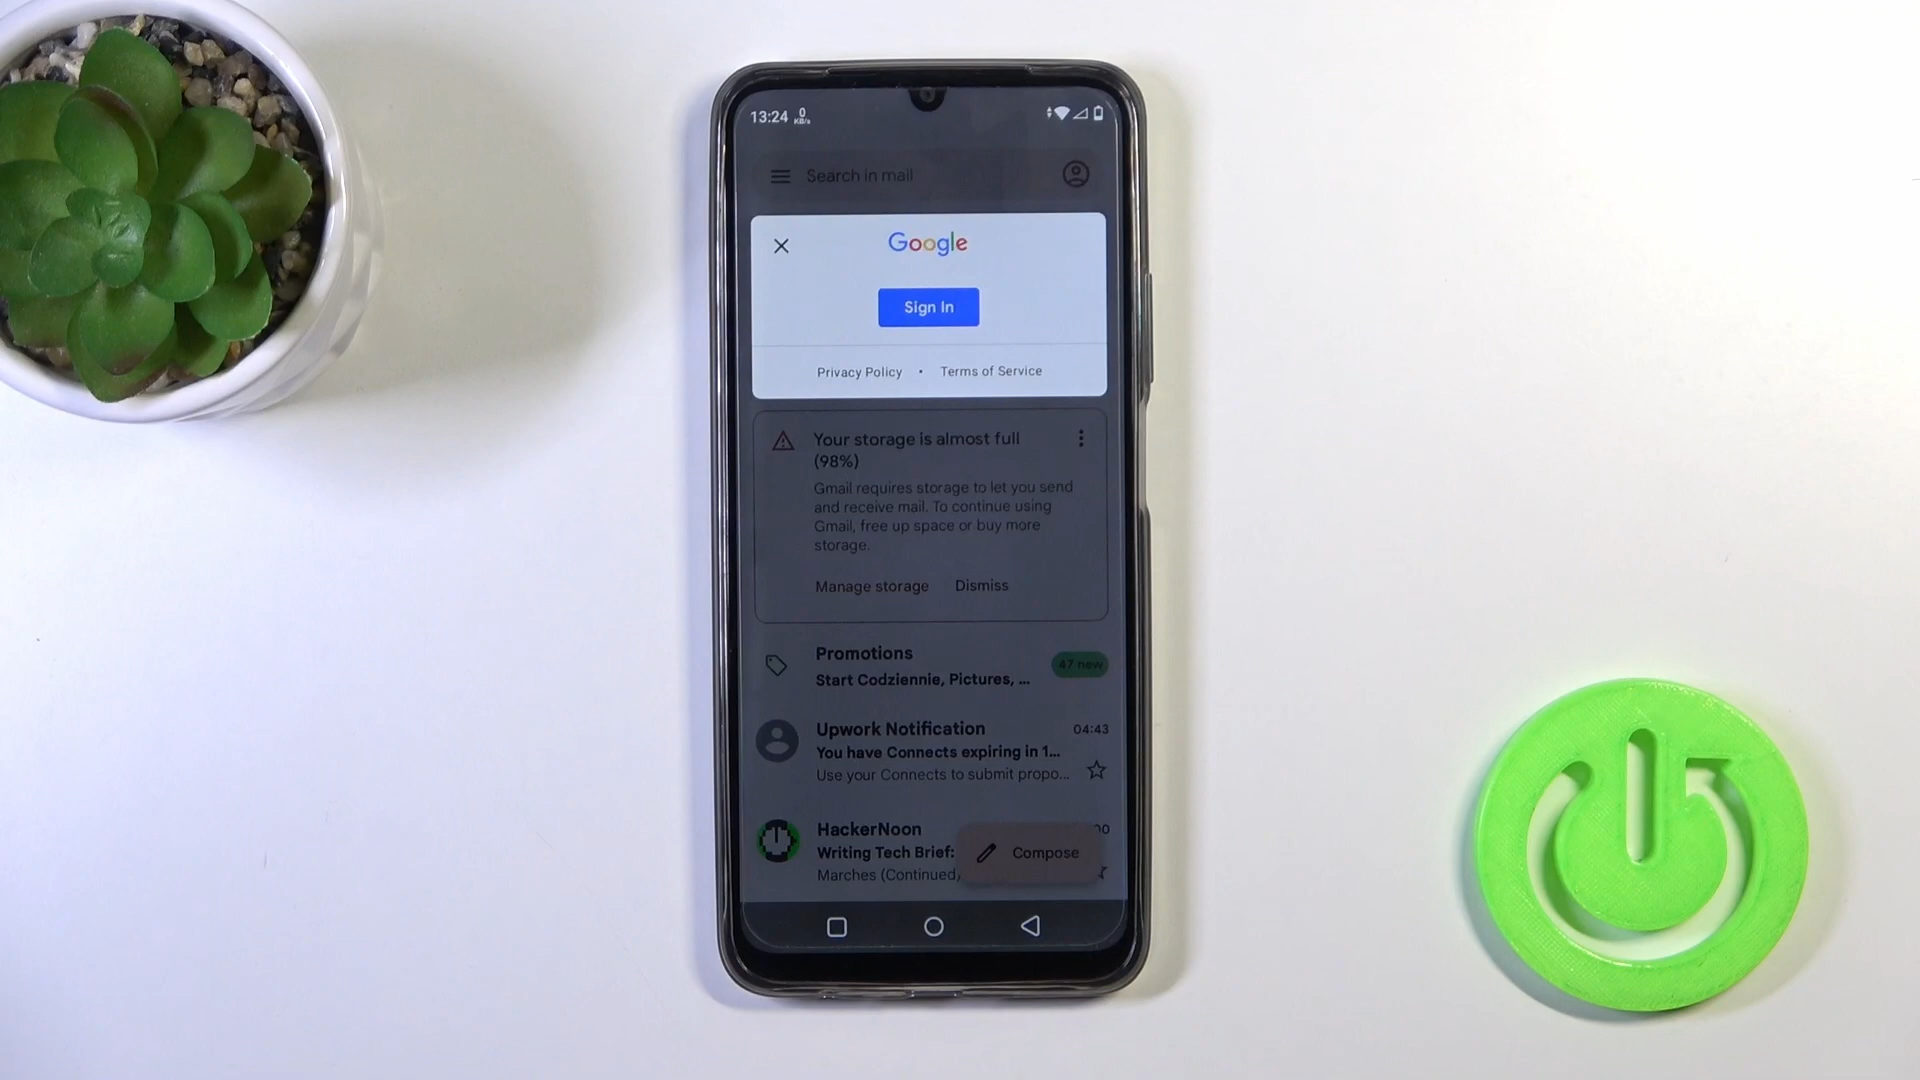 13:24 0 KB/s
Search in mail
Google
Sign In
Privacy Policy • Terms of Service
Your storage is almost full
(98%)
Gmail requires storage to let you send
and receive mail. To continue using
Gmail, free up space or buy more
storage.
Manage storage Dismiss
Promotions 47 new
Start Codziennie, Pictures, ...
Upwork Notification 04:43
You have Connects expiring in 1...
Use your Connects to submit propo...
HackerNoon
Writing Tech Brief:
Marches (Continued)
Compose